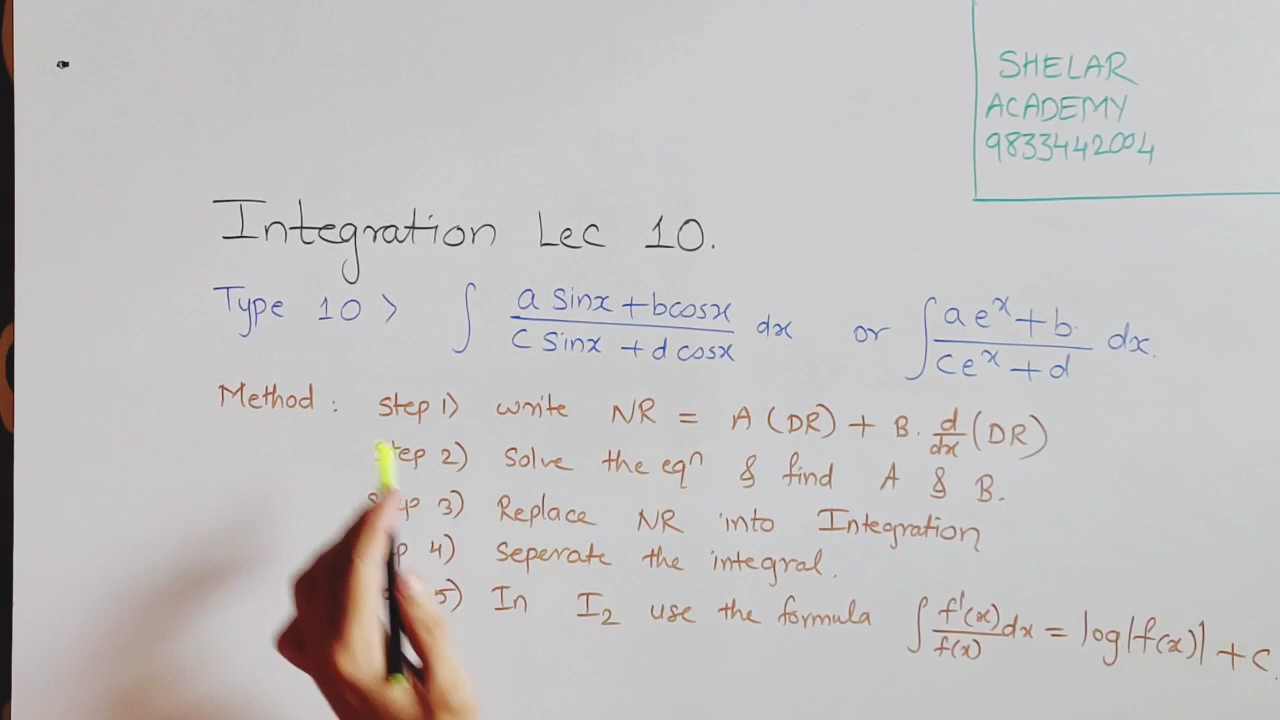 SHELAR
ACADEMY
9833442004
Integration Lec 10.
Type 10 > ∫ (a sinx + b cosx)/(c sinx + d cosx) dx or ∫ (ae^x + b)/(ce^x + d) dx.
Method : step 1) write NR = A (DR) + B. d/dx (DR)
step 2) solve the eqn & find A & B.
3) Replace NR into Integration
4) seperate the integral.
5) In I2 use the formula ∫ f'(x)dx/f(x) = log|f(x)| + c.